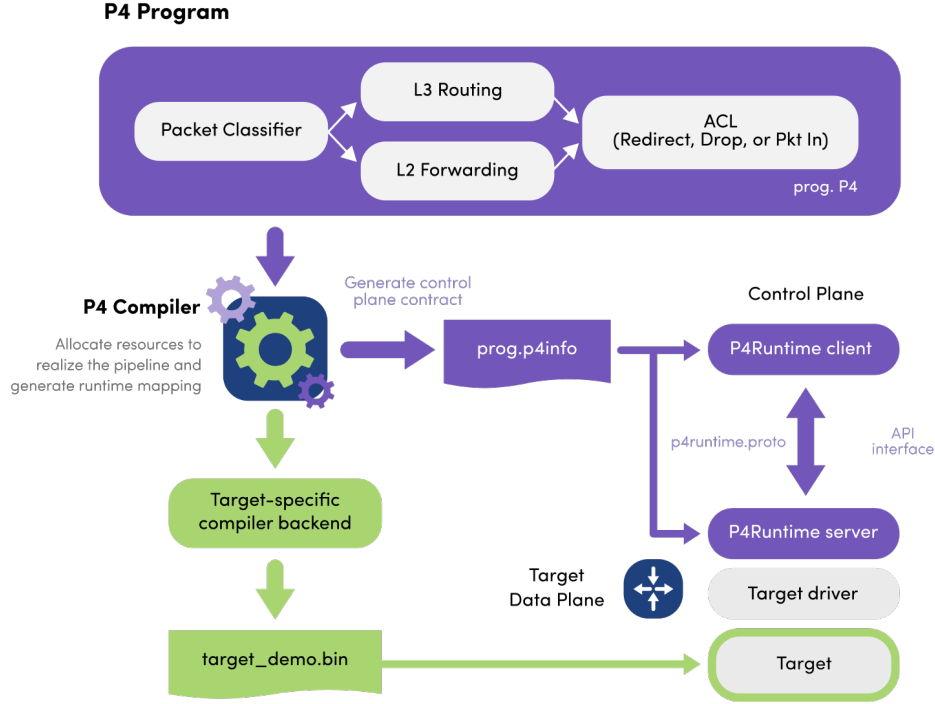 P4 Program
L3 Routing
Packet Classifier
L2 Forwarding
ACL
(Redirect, Drop, or Pkt In)
prog. P4
P4 Compiler
Allocate resources to
realize the pipeline and
generate runtime mapping
Generate control
plane contract
prog.p4info
Control Plane
P4Runtime client
p4runtime.proto
API
interface
P4Runtime server
Target-specific
compiler backend
Target
Data Plane
Target driver
target_demo.bin
Target